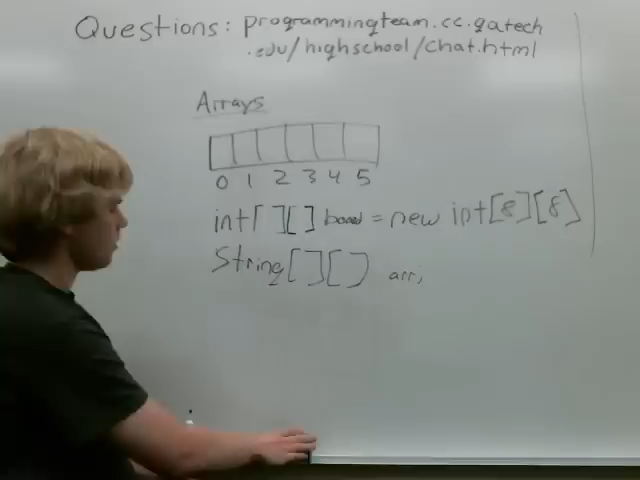 Questions: programmingteam.cc.gatech
.edu/highschool/chat.html
Arrays
0 1 2 3 4 5
int[][] board = new int[8][8]
String[][] arr;